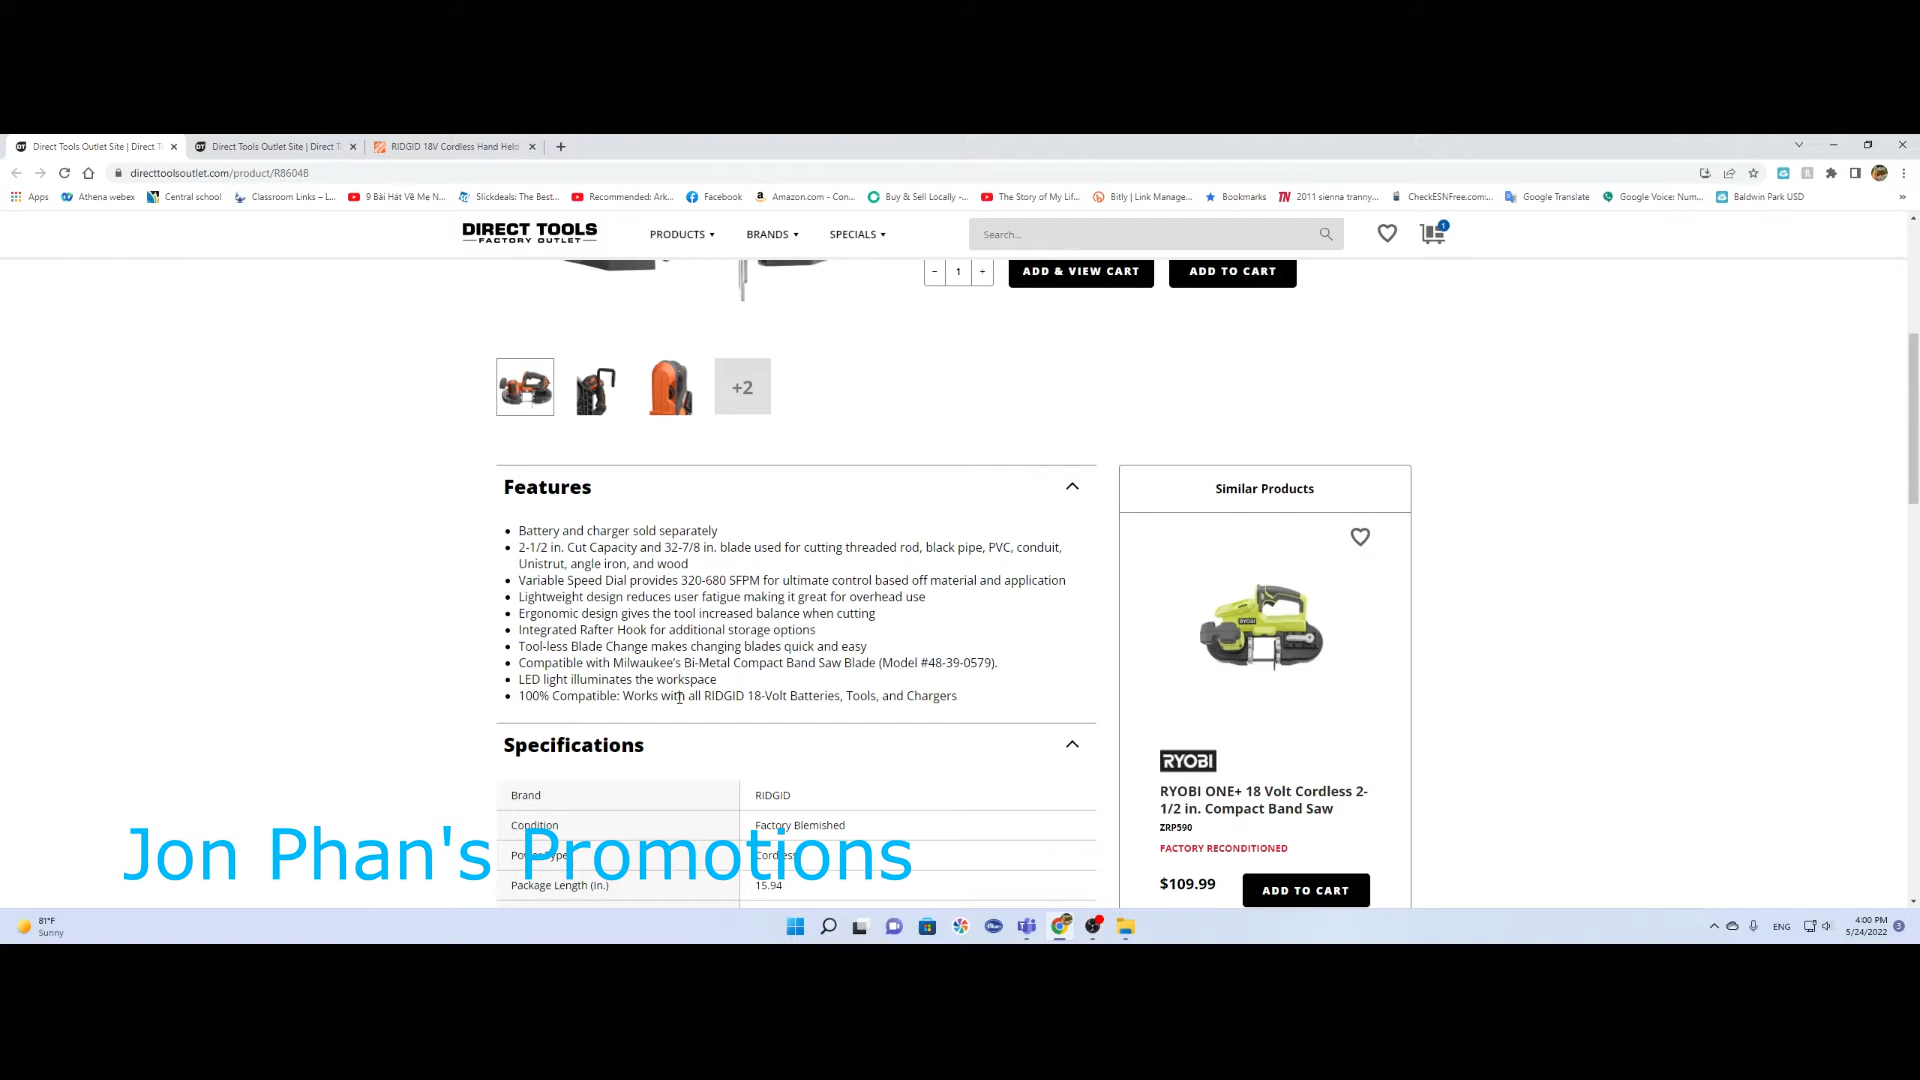 Direct Tools Outlet Site | Direct T
Direct Tools Outlet Site | Direct T
RIDGID 18V Cordless Hand Held
directtoolsoutlet.com/product/R8604B
Apps
Athena webex
Central school
Classroom Links – L...
9 Bài Hát Về Mẹ N...
Slickdeals: The Best...
Recommended: Ark...
Facebook
Amazon.com - Con...
Buy & Sell Locally -...
The Story of My Lif...
Bitly | Link Manage...
Bookmarks
2011 sienna tranny...
CheckESNFree.com:...
Google Translate
Google Voice: Num...
Baldwin Park USD
DIRECT TOOLS
FACTORY OUTLET
PRODUCTS
BRANDS
SPECIALS
Search...
1
- 1 +
ADD & VIEW CART
ADD TO CART
+2
Features
Battery and charger sold separately
2-1/2 in. Cut Capacity and 32-7/8 in. blade used for cutting threaded rod, black pipe, PVC, conduit,
Unistrut, angle iron, and wood
Variable Speed Dial provides 320-680 SFPM for ultimate control based off material and application
Lightweight design reduces user fatigue making it great for overhead use
Ergonomic design gives the tool increased balance when cutting
Integrated Rafter Hook for additional storage options
Tool-less Blade Change makes changing blades quick and easy
Compatible with Milwaukee's Bi-Metal Compact Band Saw Blade (Model #48-39-0579).
LED light illuminates the workspace
100% Compatible: Works with all RIDGID 18-Volt Batteries, Tools, and Chargers
Specifications
Brand RIDGID
Condition Factory Blemished
Power Type Cordless
Package Length (In.) 15.94
Jon Phan's Promotions
Similar Products
RYOBI
RYOBI
RYOBI ONE+ 18 Volt Cordless 2-
1/2 in. Compact Band Saw
ZRP590
FACTORY RECONDITIONED
$109.99
ADD TO CART
81°F
Sunny
ENG
4:00 PM
5/24/2022
3